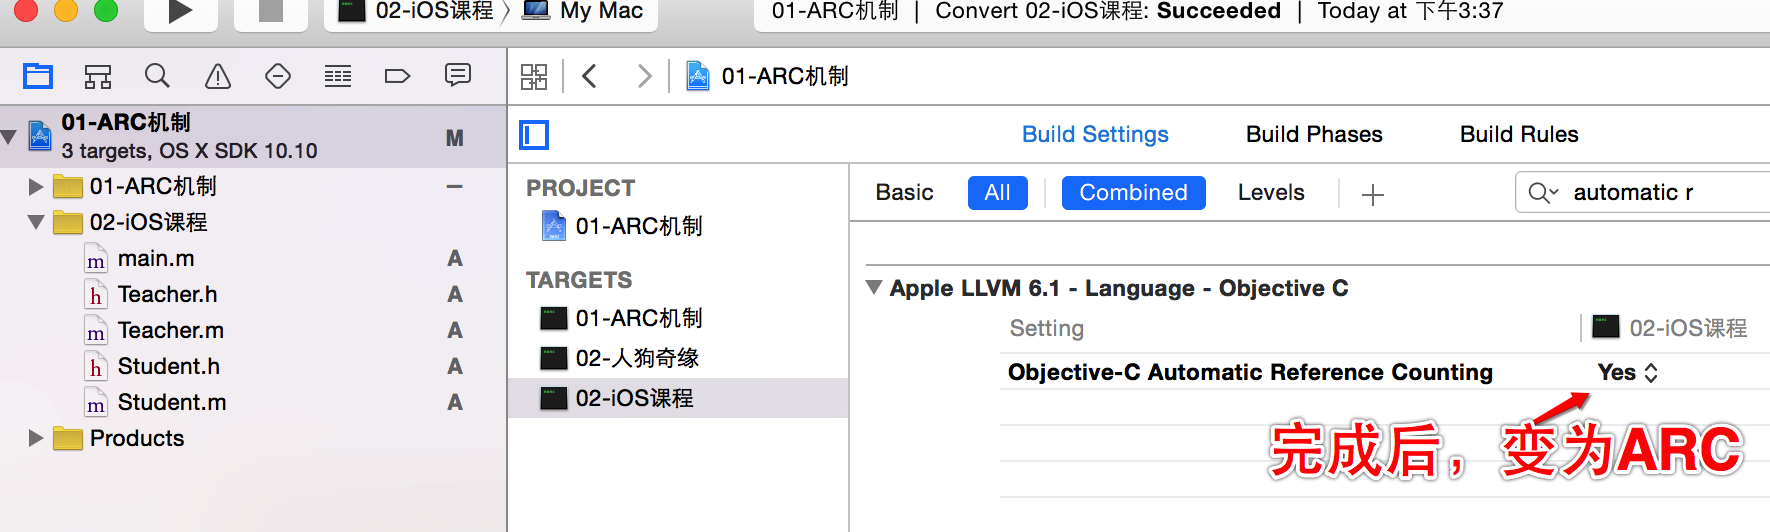 02-iOS课程 〉 My Mac
01-ARC机制 | Convert 02-iOS课程: Succeeded | Today at 下午3:37
01-ARC机制
01-ARC机制
3 targets, OS X SDK 10.10
M
01-ARC机制
02-iOS课程
main.m A
Teacher.h A
Teacher.m A
Student.h A
Student.m A
Products
Build Settings Build Phases Build Rules
PROJECT
01-ARC机制
TARGETS
01-ARC机制
02-人狗奇缘
02-iOS课程
Basic All Combined Levels
automatic r
Apple LLVM 6.1 - Language - Objective C
Setting 02-iOS课程
Objective-C Automatic Reference Counting Yes
完成后，变为ARC